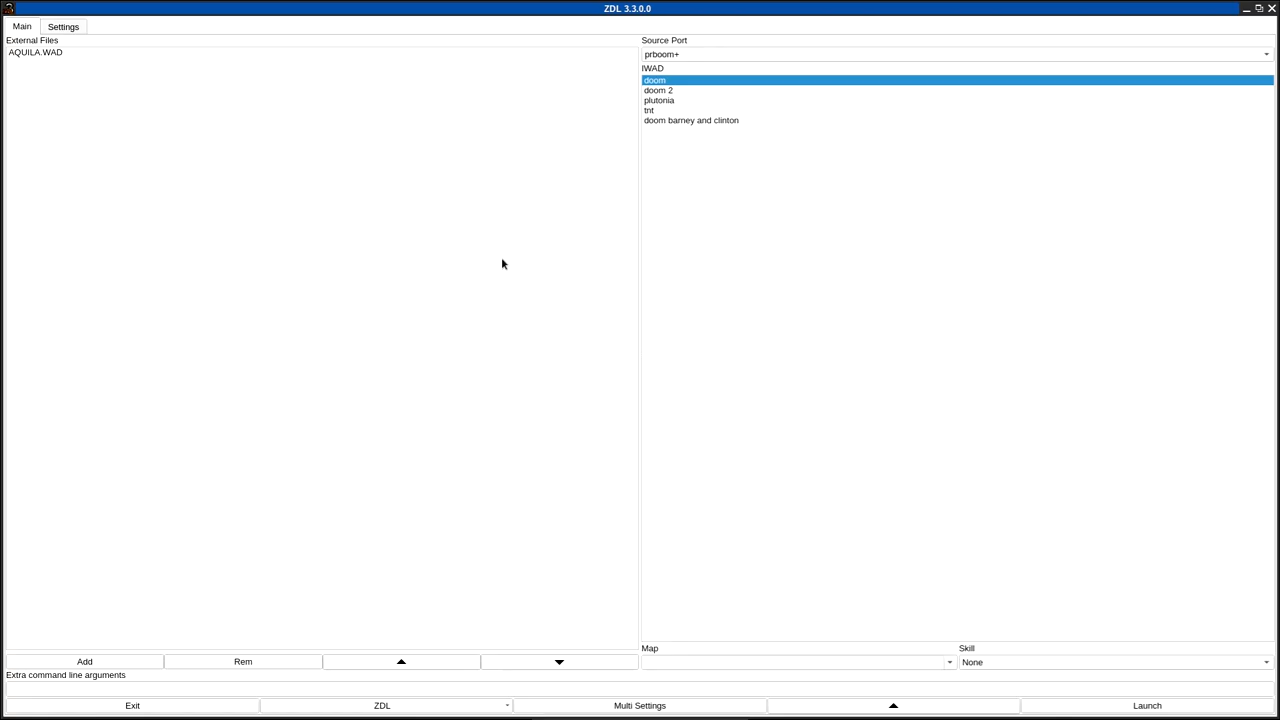 ZDL 3.3.0.0
Main Settings
External Files
AQUILA.WAD
Source Port
prboom+
IWAD
doom
doom 2
plutonia
tnt
doom barney and clinton
Map Skill
None
Add Rem
Extra command line arguments
Exit ZDL Multi Settings Launch